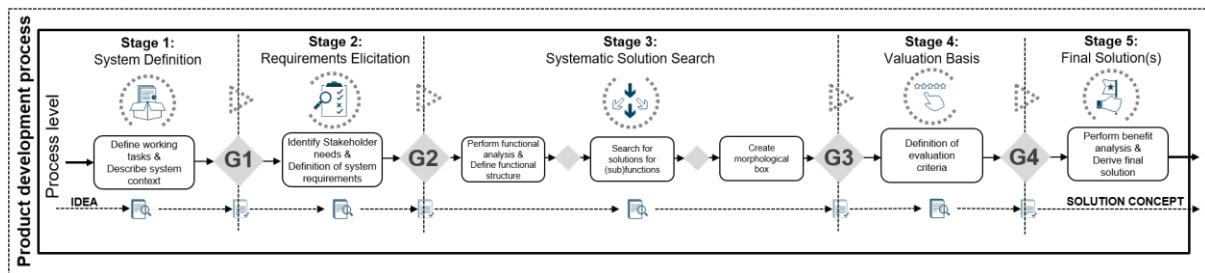 Product development process
Process level
Stage 1:
System Definition
Stage 2:
Requirements Elicitation
Stage 3:
Systematic Solution Search
Stage 4:
Valuation Basis
Stage 5:
Final Solution(s)
Define working
tasks &
Describe system
context
G1
Identify Stakeholder
needs &
Definition of system
requirements
G2
Perform functional
analysis &
Define functional
structure
Search for
solutions for
(sub)functions
Create
morphological
box
G3
Definition of
evaluation
criteria
G4
Perform benefit
analysis &
Derive final
solution
IDEA
SOLUTION CONCEPT